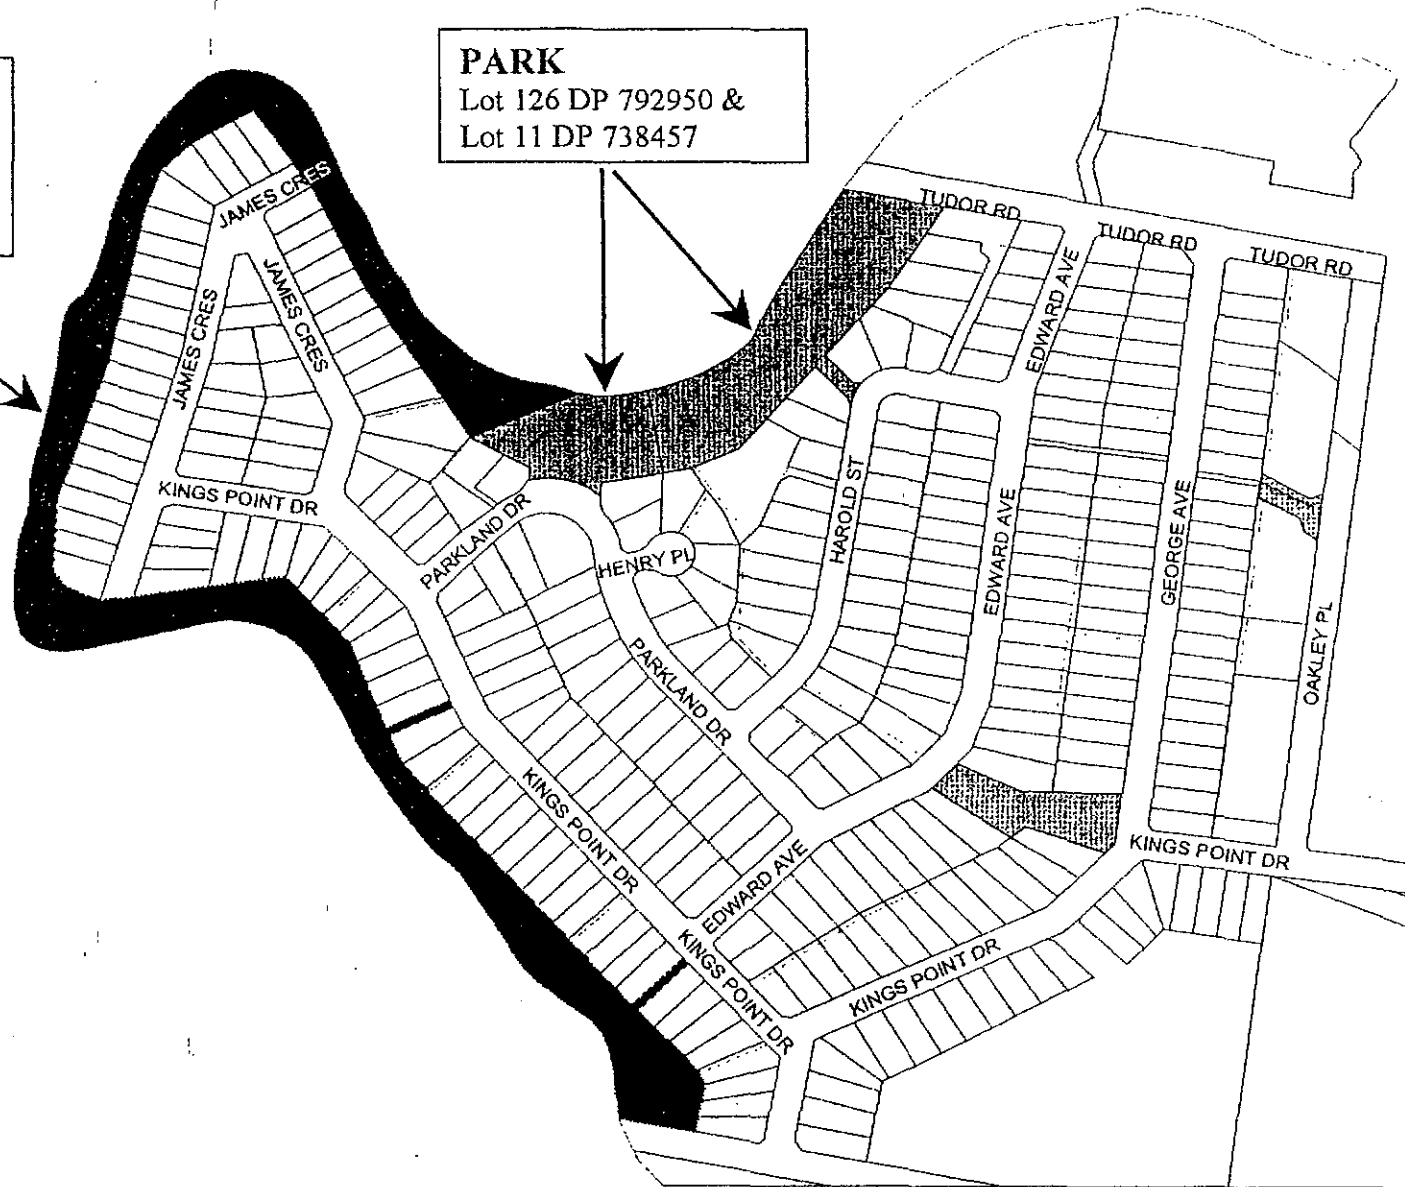 PARK
Lot 126 DP 792950 &
Lot 11 DP 738457
TUDOR RD
TUDOR RD
TUDOR RD
JAMES CRES
JAMES CRES
JAMES CRES
EDWARD AVE
KINGS POINT DR
PARKLAND DR
HENRY PL
HAROLD ST
EDWARD AVE
GEORGE AVE
OAKLEY PL
PARKLAND DR
KINGS POINT DR
EDWARD AVE
KINGS POINT DR
KINGS POINT DR
KINGS POINT DR